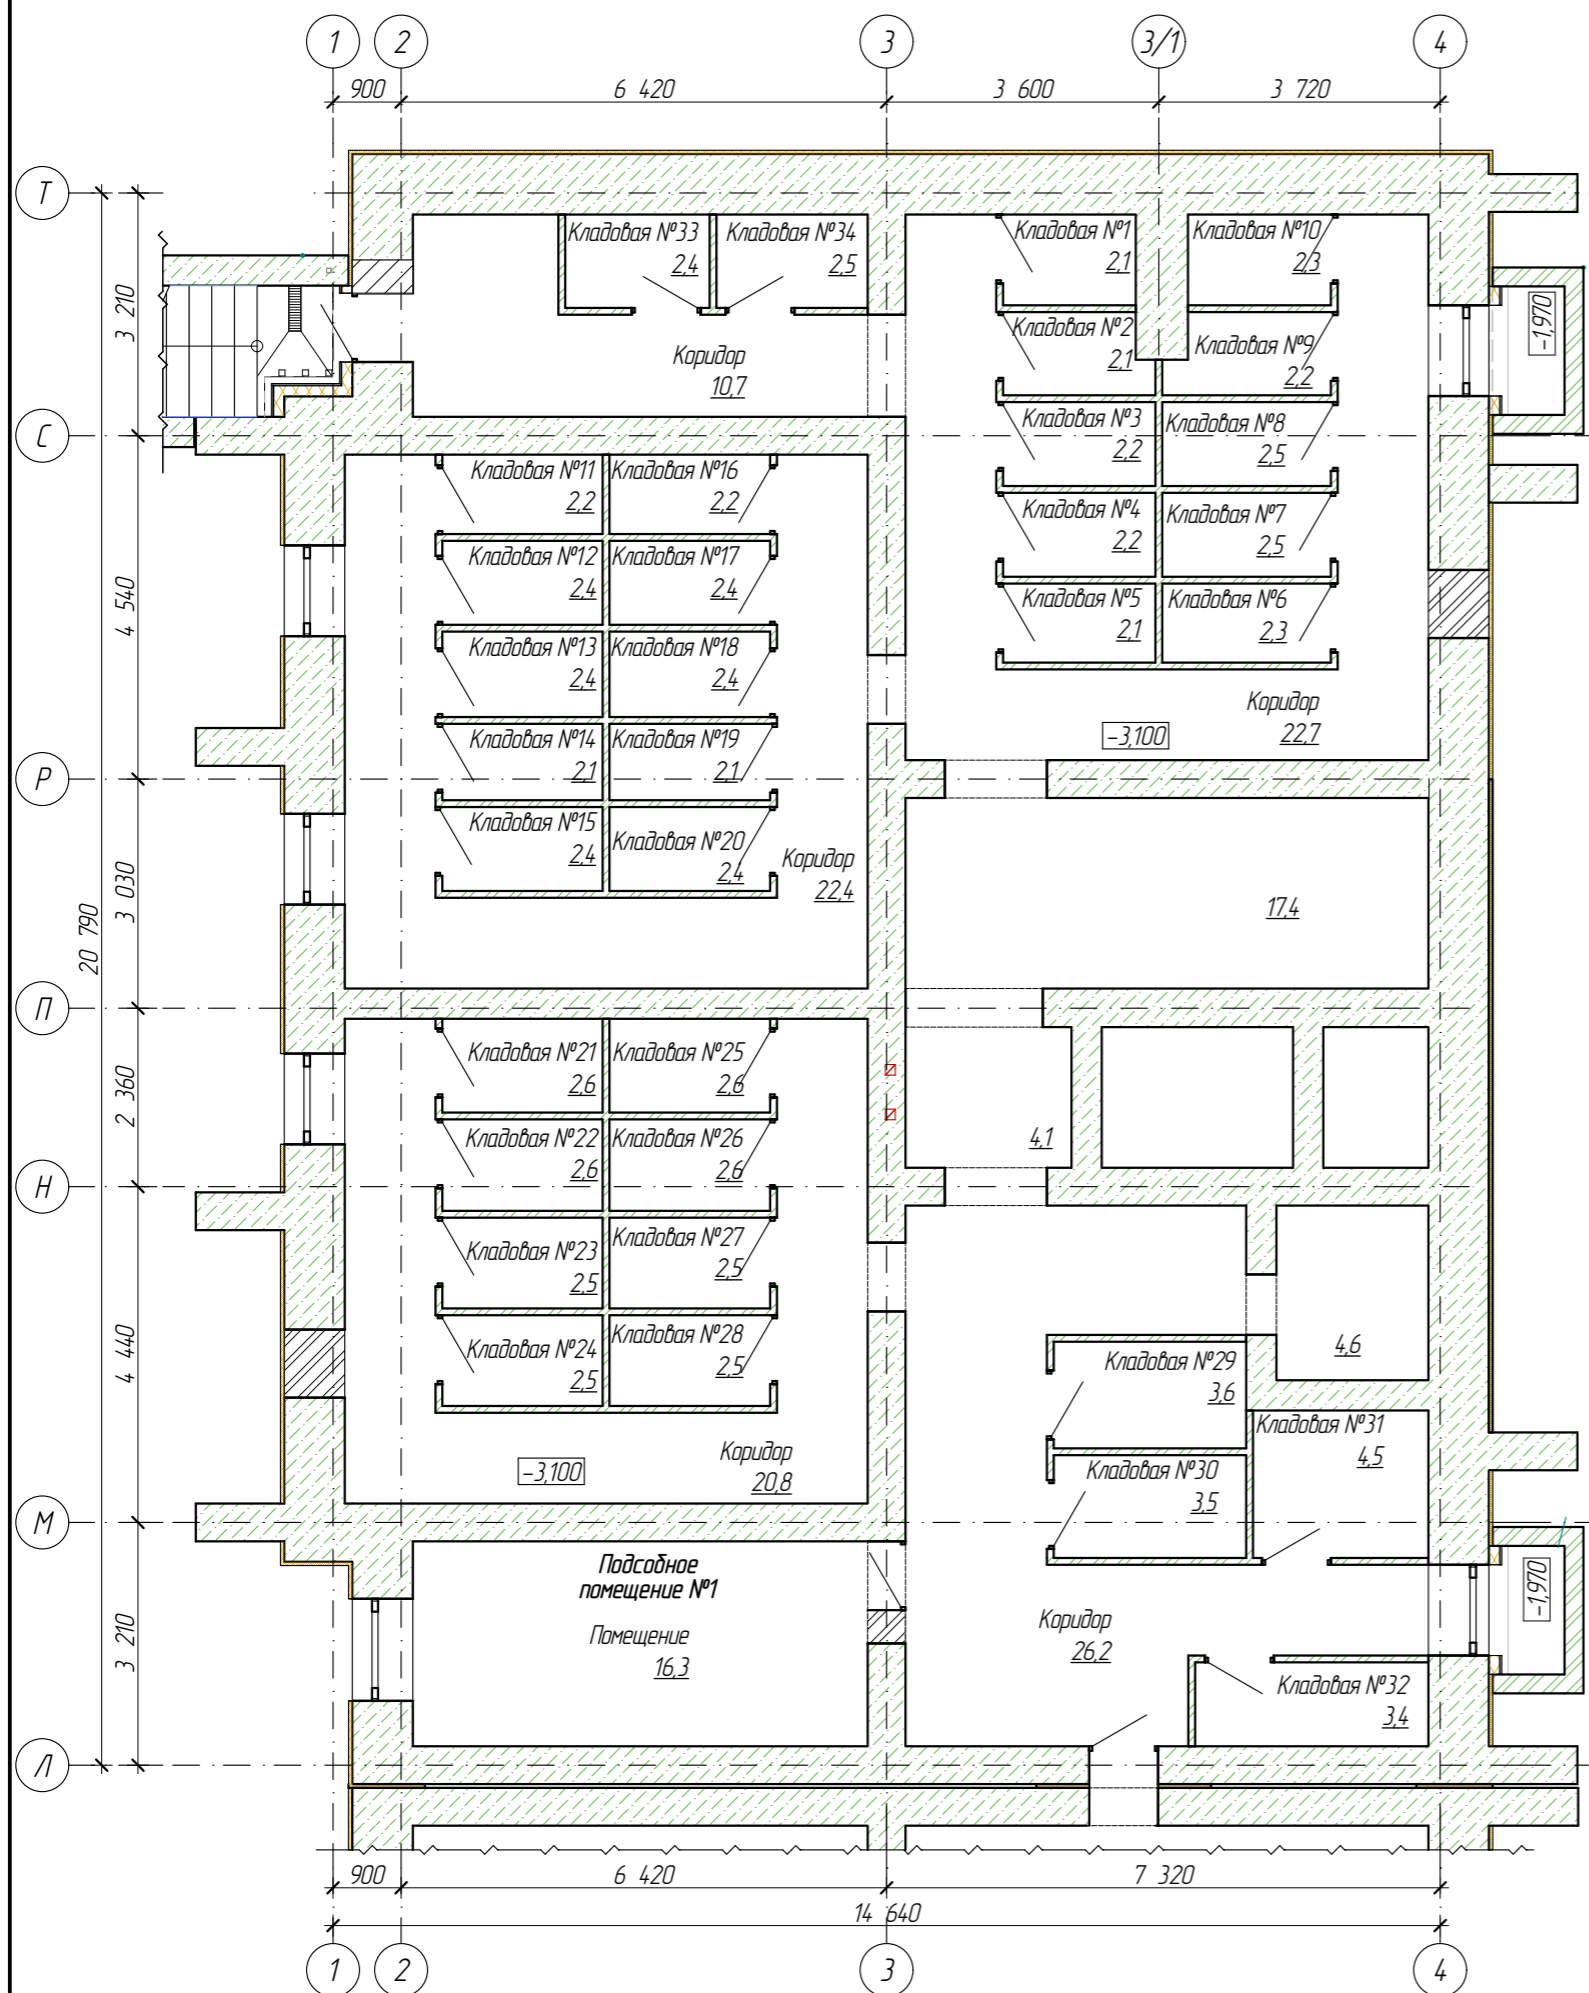 1
2
3
3/1
4
900
6 420
3 600
3 720
Т
Кладовая №33
2,4
Кладовая №34
2,5
Кладовая №1
2,1
Кладовая №10
2,3
3 210
Коридор
10,7
Кладовая №2
2,1
Кладовая №9
2,2
-1,970
С
Кладовая №3
2,2
Кладовая №8
2,5
Кладовая №11
2,2
Кладовая №16
2,2
Кладовая №4
2,2
Кладовая №7
2,5
4 540
Кладовая №12
2,4
Кладовая №17
2,4
Кладовая №5
2,1
Кладовая №6
2,3
Кладовая №13
2,4
Кладовая №18
2,4
Коридор
22,7
-3,100
Кладовая №14
2,1
Кладовая №19
2,1
Р
Кладовая №15
2,4
Кладовая №20
2,4
Коридор
22,4
3 030
20 790
17,4
П
Кладовая №21
2,6
Кладовая №25
2,6
2 360
Кладовая №22
2,6
Кладовая №26
2,6
4,1
Н
Кладовая №23
2,5
Кладовая №27
2,5
4 440
Кладовая №24
2,5
Кладовая №28
2,5
4,6
Кладовая №29
3,6
Кладовая №31
4,5
-3,100
Коридор
20,8
Кладовая №30
3,5
М
Подсобное
помещение №1
-1,970
3 210
Помещение
16,3
Коридор
26,2
Кладовая №32
3,4
Л
900
6 420
7 320
14 640
1
2
3
4